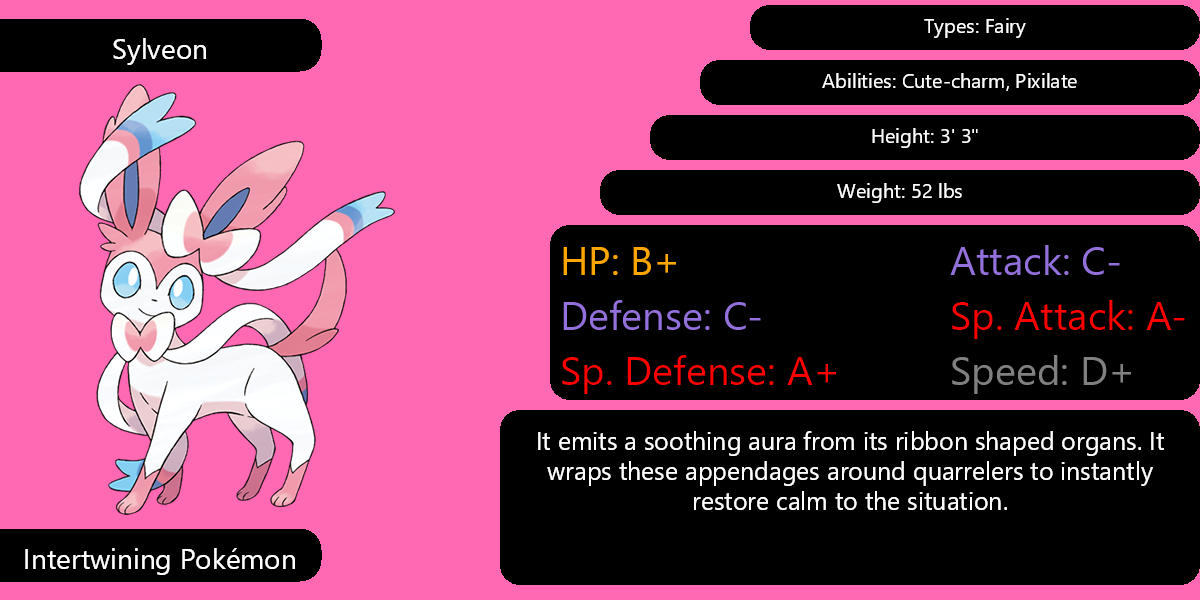 Sylveon
Types: Fairy
Abilities: Cute-charm, Pixilate
Height: 3' 3"
Weight: 52 lbs
HP: B+ Attack: C-
Defense: C- Sp. Attack: A-
Sp. Defense: A+ Speed: D+
It emits a soothing aura from its ribbon shaped organs. It
wraps these appendages around quarrelers to instantly
restore calm to the situation.
Intertwining Pokémon